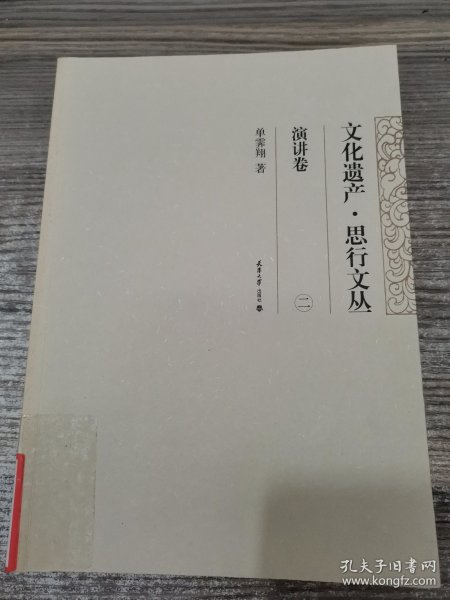 文化遗产·思行文丛
演讲卷
二
单霁翔 著
天津大学
出版社
孔夫子旧书网
www.kongfz.com